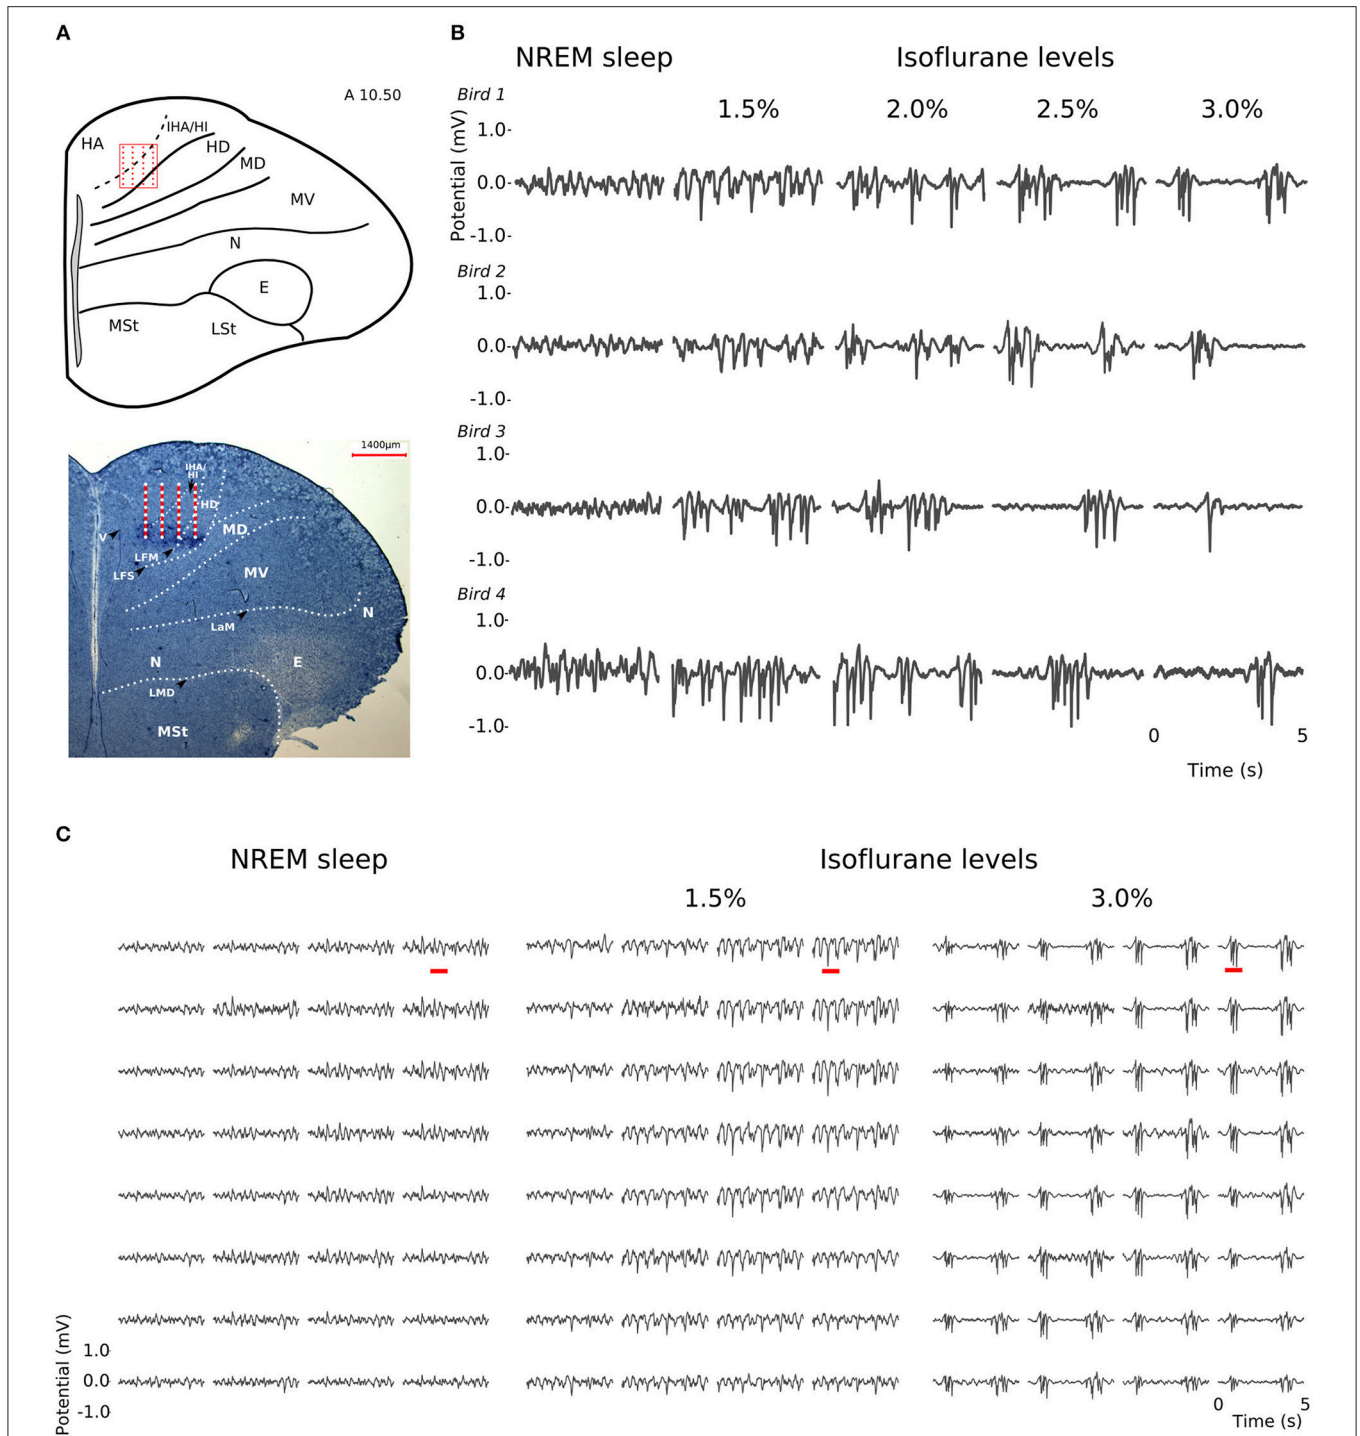 A
A 10.50
HA
IHA/HI
HD
MD
MV
N
E
MSt
LSt
1400µm
IHA/
HI
HD
MD
V
LFM
LFS
MV
N
LaM
N
E
LMD
MSt
B
NREM sleep
Isoflurane levels
1.5%
2.0%
2.5%
3.0%
Potential (mV)
Bird 1
1.0-
0.0-
-1.0-
Bird 2
1.0-
0.0-
-1.0-
Bird 3
1.0-
0.0-
-1.0-
Bird 4
1.0-
0.0-
-1.0-
0 5
Time (s)
C
NREM sleep
Isoflurane levels
1.5%
3.0%
Potential (mV)
1.0-
0.0-
-1.0-
0 5
Time (s)